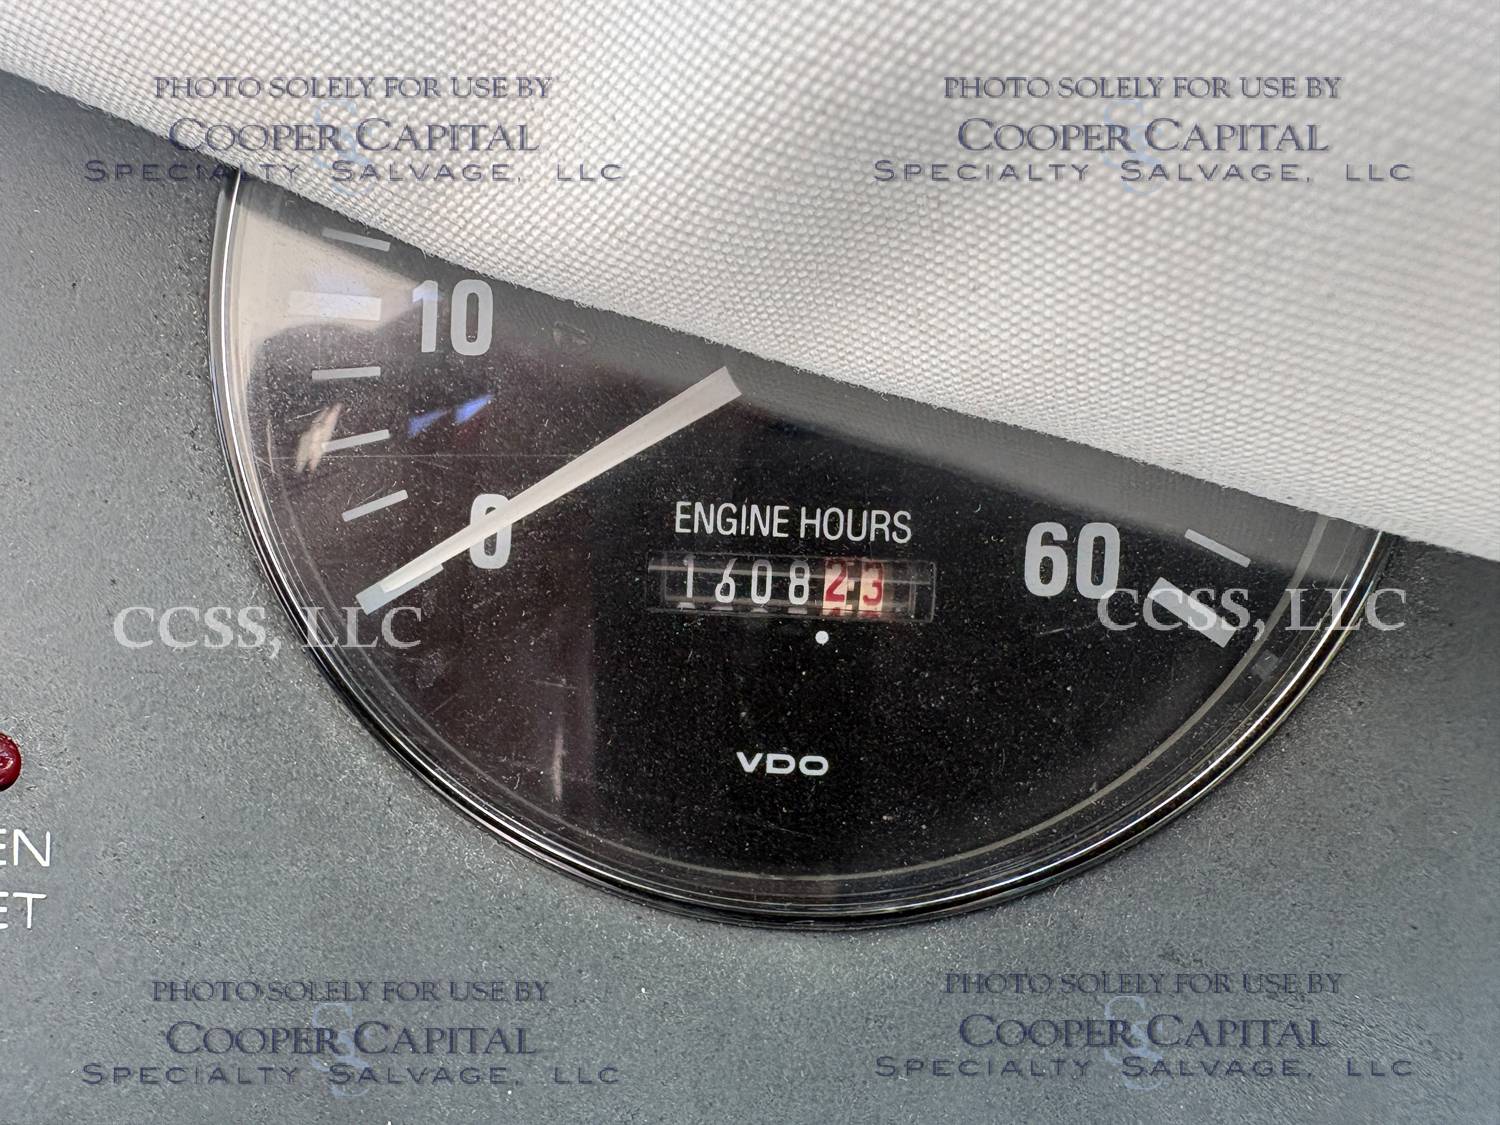 PHOTO SOLELY FOR USE BY
COOPER CAPITAL
SPECIALTY SALVAGE, LLC
PHOTO SOLELY FOR USE BY
COOPER CAPITAL
SPECIALTY SALVAGE, LLC
10
0
ENGINE HOURS
160823
60
CCSS, LLC
CCSS, LLC
VDO
EN
ET
PHOTO SOLELY FOR USE BY
COOPER CAPITAL
SPECIALTY SALVAGE, LLC
PHOTO SOLELY FOR USE BY
COOPER CAPITAL
SPECIALTY SALVAGE, LLC